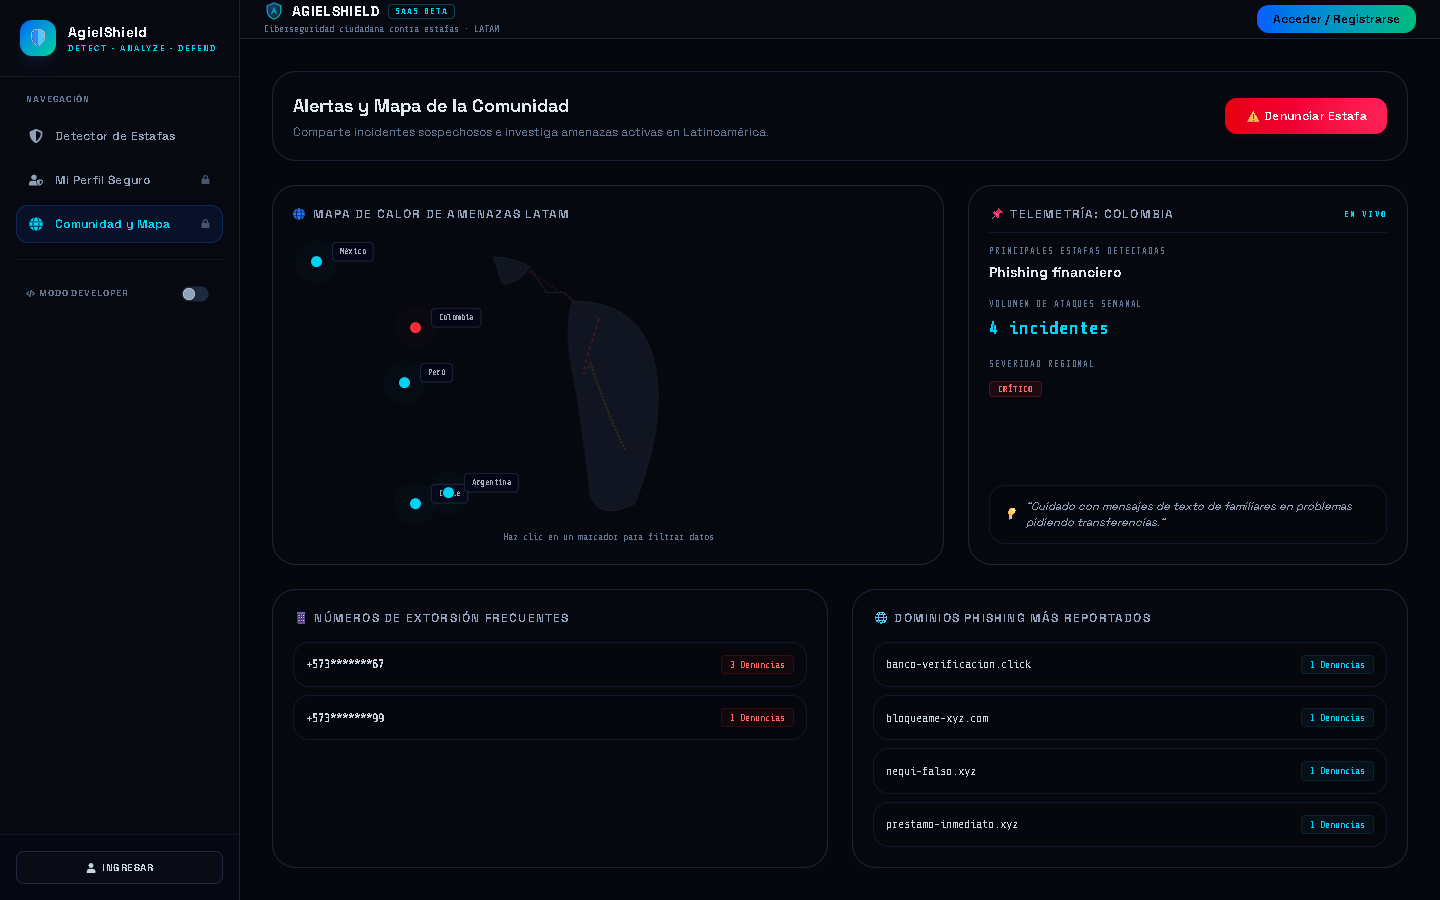 AgielShield
DETECT · ANALYZE · DEFEND
NAVEGACIÓN
Detector de Estafas
Mi Perfil Seguro
Comunidad y Mapa
</> MODO DEVELOPER
INGRESAR
AGIELSHIELD SAAS BETA
Ciberseguridad ciudadana contra estafas · LATAM
Acceder / Registrarse
Alertas y Mapa de la Comunidad
Comparte incidentes sospechosos e investiga amenazas activas en Latinoamérica.
Denunciar Estafa
MAPA DE CALOR DE AMENAZAS LATAM
México
Colombia
Perú
Argentina
Haz clic en un marcador para filtrar datos
TELEMETRÍA: COLOMBIA
EN VIVO
PRINCIPALES ESTAFAS DETECTADAS
Phishing financiero
VOLUMEN DE ATAQUES SEMANAL
4 incidentes
SEVERIDAD REGIONAL
CRÍTICO
"Cuidado con mensajes de texto de familiares en problemas
pidiendo transferencias."
NÚMEROS DE EXTORSIÓN FRECUENTES
+573*******67
3 Denuncias
+573*******99
1 Denuncias
DOMINIOS PHISHING MÁS REPORTADOS
banco-verificacion.click
1 Denuncias
bloqueame-xyz.com
1 Denuncias
nequi-falso.xyz
1 Denuncias
prestamo-inmediato.xyz
1 Denuncias